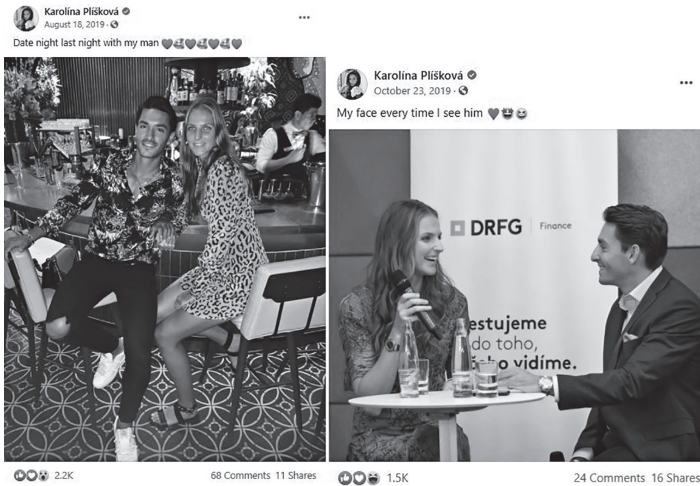 Karolína Plíšková
August 18, 2019 ·
Date night last night with my man
2.2K
68 Comments 11 Shares
Karolína Plíšková
October 23, 2019 ·
My face every time I see him
DRFG Finance
estujeme
do toho,
vidíme.
1.5K
24 Comments 16 Shares